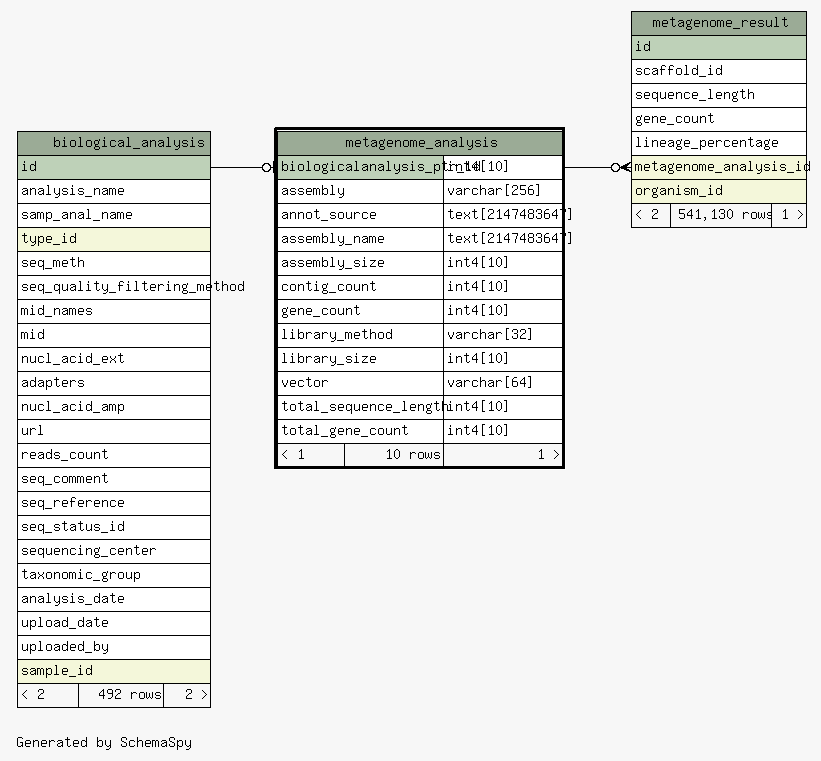 metagenome_result
id
scaffold_id
sequence_length
gene_count
lineage_percentage
metagenome_analysis_id
organism_id
< 2 541,130 rows 1 >
biological_analysis
id
analysis_name
samp_anal_name
type_id
seq_meth
seq_quality_filtering_method
mid_names
mid
nucl_acid_ext
adapters
nucl_acid_amp
url
reads_count
seq_comment
seq_reference
seq_status_id
sequencing_center
taxonomic_group
analysis_date
upload_date
uploaded_by
sample_id
< 2 492 rows 2 >
metagenome_analysis
biologicalanalysis_ptr_id int4[10]
assembly varchar[256]
annot_source text[2147483647]
assembly_name text[2147483647]
assembly_size int4[10]
contig_count int4[10]
gene_count int4[10]
library_method varchar[32]
library_size int4[10]
vector varchar[64]
total_sequence_length int4[10]
total_gene_count int4[10]
< 1 10 rows 1 >
Generated by SchemaSpy